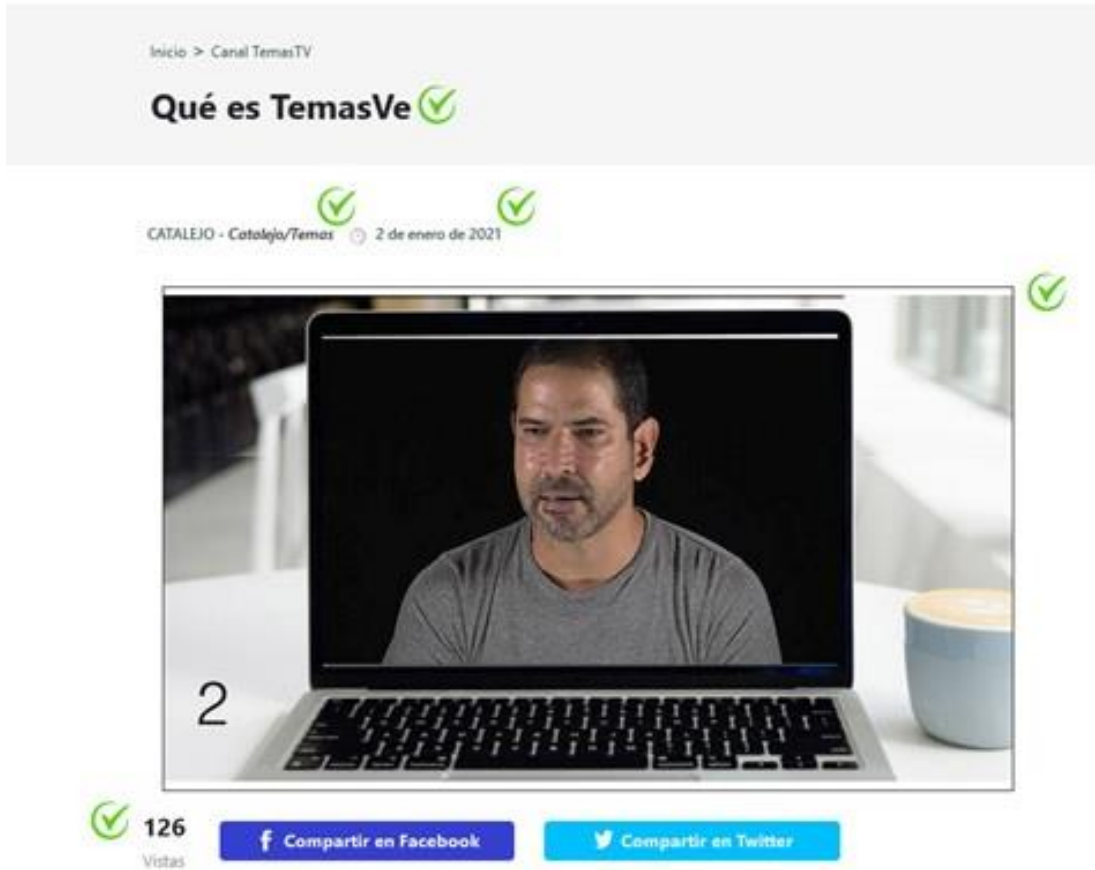 Inicio > Canal TemasTV
Qué es TemasVe
CATALEJO - Catalejo/Temas 2 de enero de 2021
2
126
Vistas
Compartir en Facebook
Compartir en Twitter